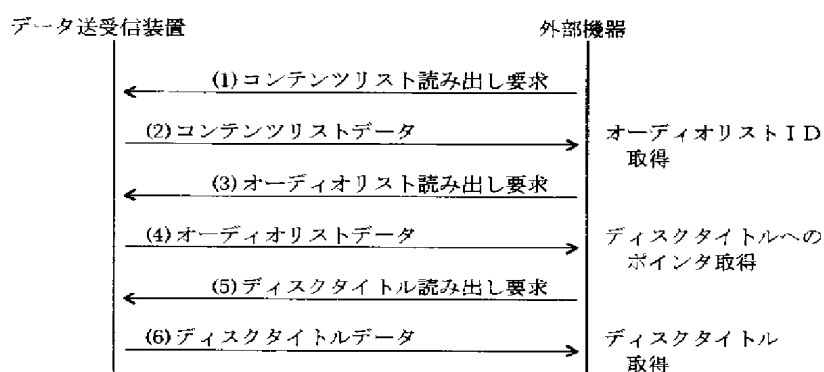 データ送受信装置
外部機器
(1)コンテンツリスト読み出し要求
(2)コンテンツリストデータ
オーディオリストID
取得
(3)オーディオリスト読み出し要求
(4)オーディオリストデータ
ディスクタイトルへの
ポインタ取得
(5)ディスクタイトル読み出し要求
(6)ディスクタイトルデータ
ディスクタイトル
取得